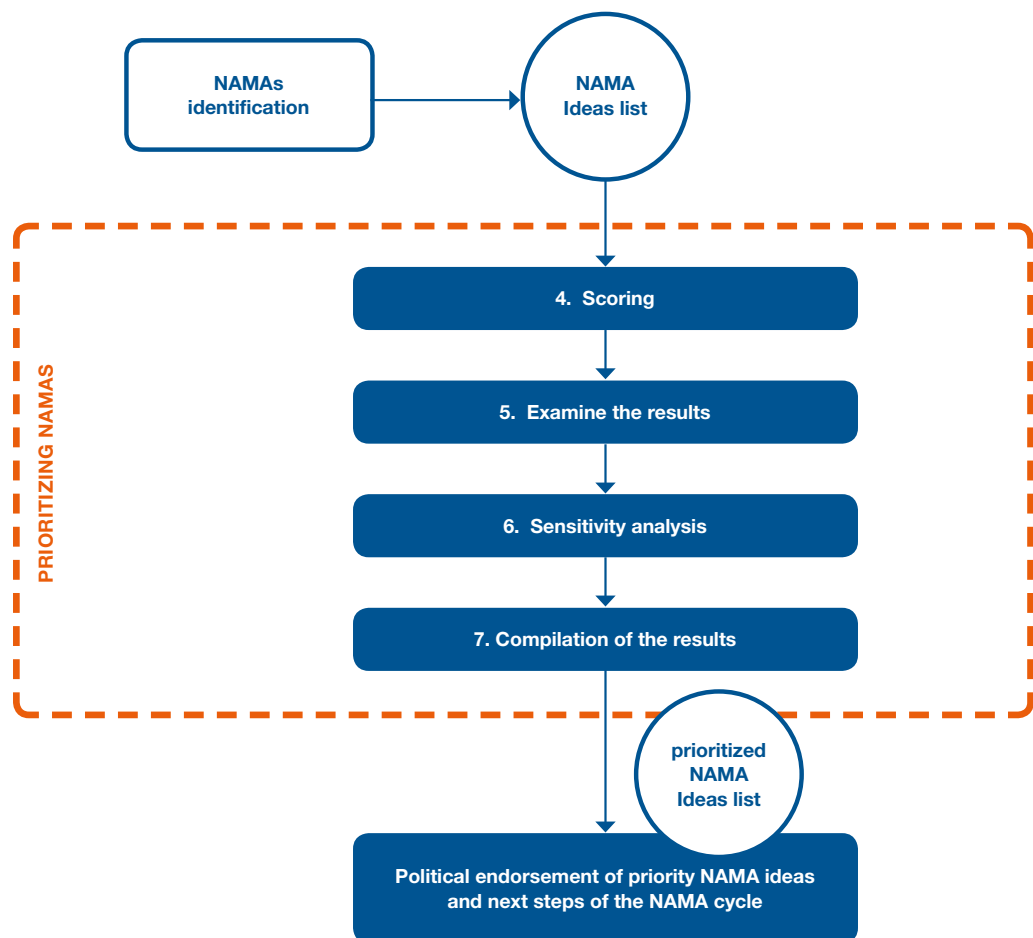 NAMAs
identification
NAMA
Ideas list
PRIORITIZING NAMAS
4. Scoring
5. Examine the results
6. Sensitivity analysis
7. Compilation of the results
prioritized
NAMA
Ideas list
Political endorsement of priority NAMA ideas
and next steps of the NAMA cycle